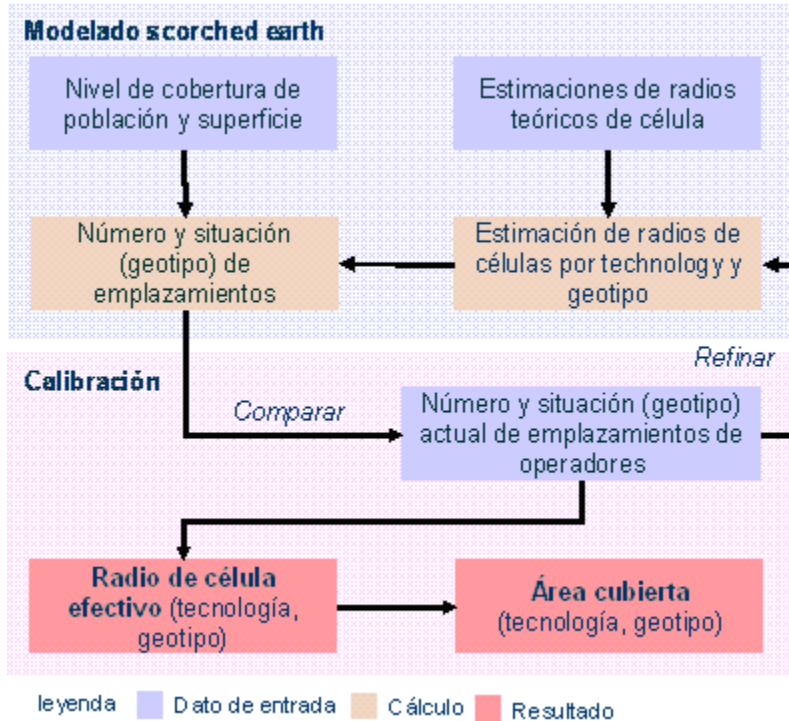 Modelado scorched earth
Nivel de cobertura de
población y superficie
Estimaciones de radios
teóricos de célula
Número y situación
(geotipo) de
emplazamientos
Estimación de radios de
células por technology y
geotipo
Refinar
Calibración
Comparar
Número y situación (geotipo)
actual de emplazamientos de
operadores
Radio de célula
efectivo (tecnología,
geotipo)
Área cubierta
(tecnología, geotipo)
leyenda Dato de entrada Cálculo Resultado